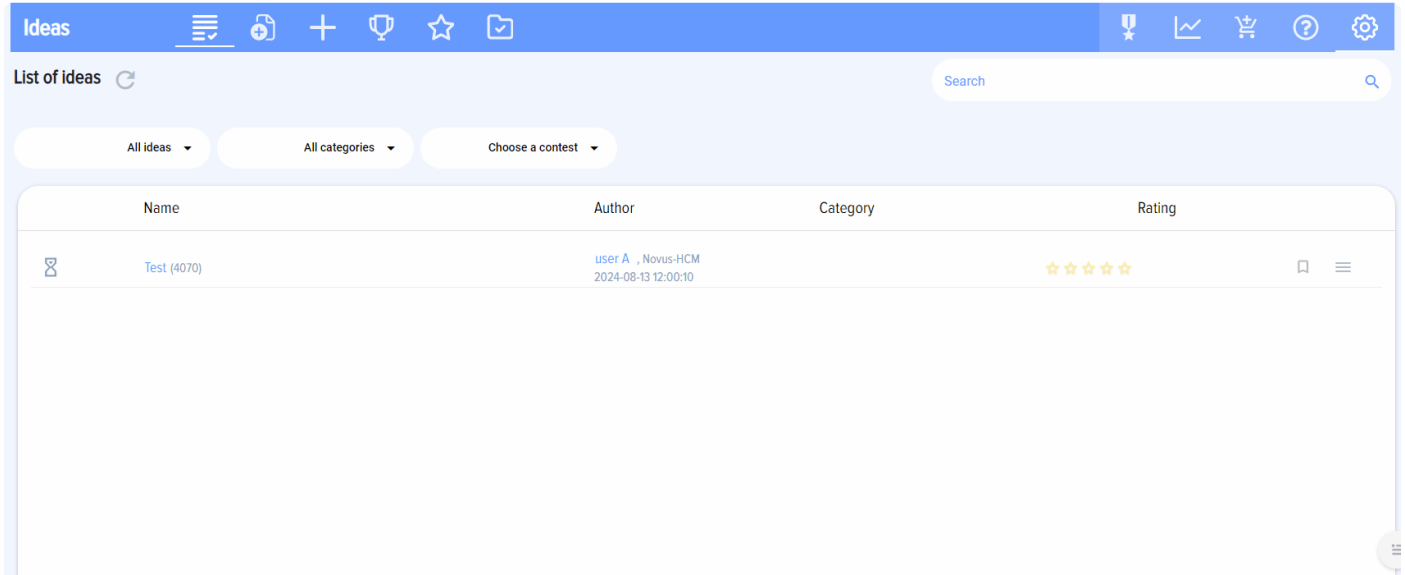 Ideas
List of ideas
Search
All ideas
All categories
Choose a contest
Name Author Category Rating
Test (4070)
user A , Novus-HCM
2024-08-13 12:00:10